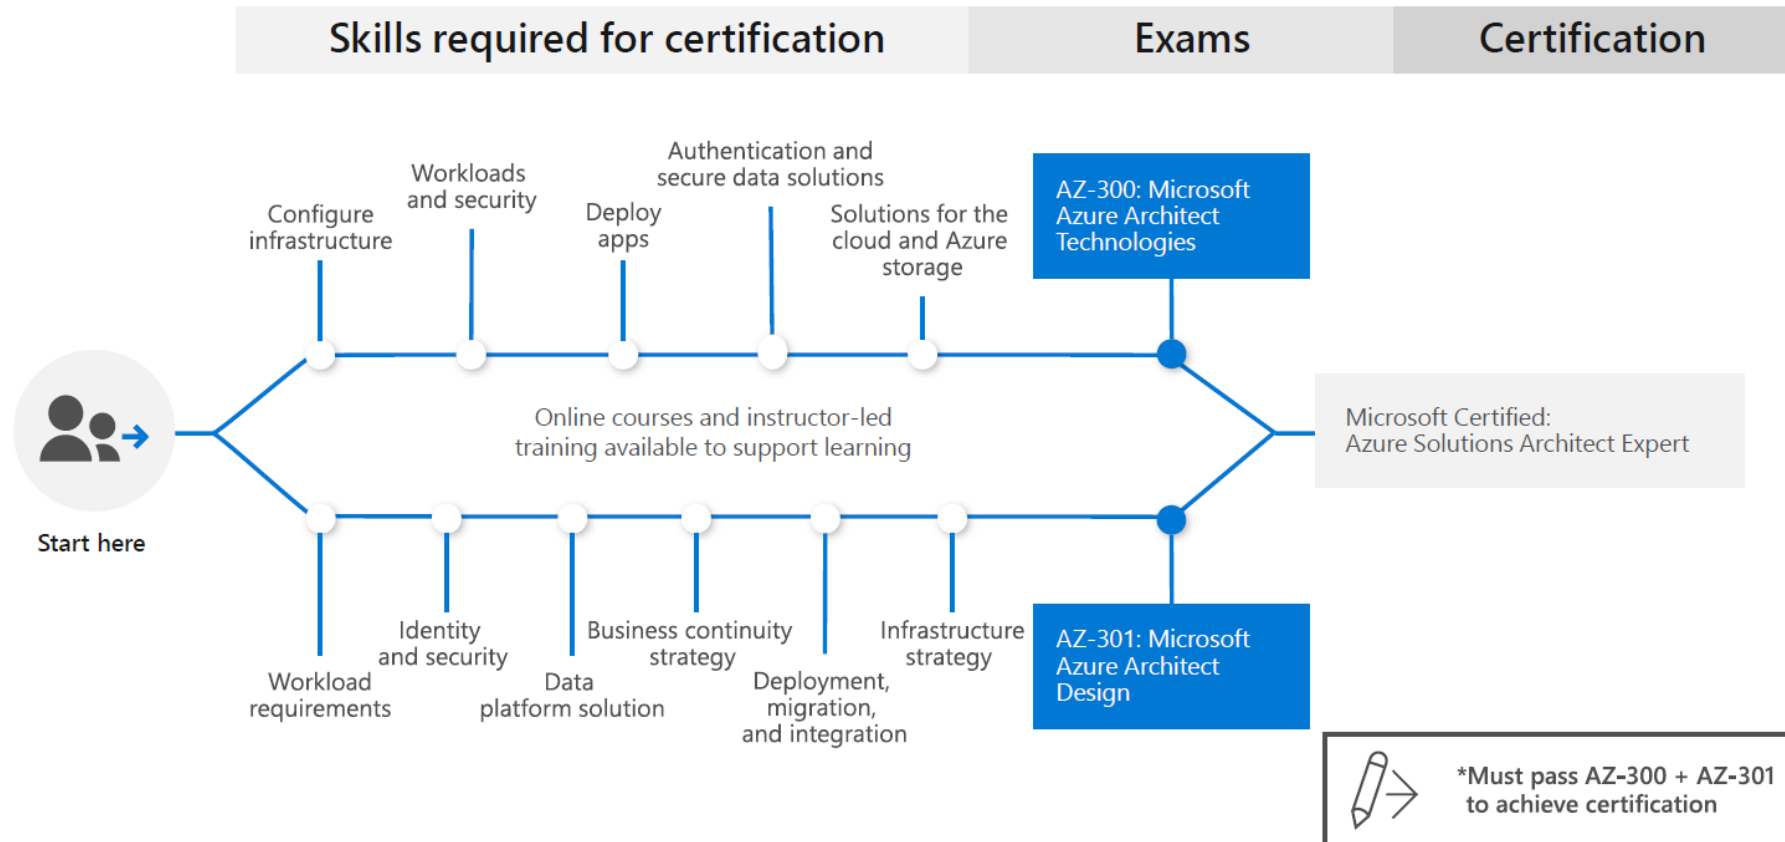 Skills required for certification
Exams
Certification
Configure
infrastructure
Workloads
and security
Deploy
apps
Authentication and
secure data solutions
Solutions for the
cloud and Azure
storage
AZ-300: Microsoft
Azure Architect
Technologies
Start here
Online courses and instructor-led
training available to support learning
Microsoft Certified:
Azure Solutions Architect Expert
Workload
requirements
Identity
and security
Data
platform solution
Business continuity
strategy
Deployment,
migration,
and integration
Infrastructure
strategy
AZ-301: Microsoft
Azure Architect
Design
*Must pass AZ-300 + AZ-301
to achieve certification